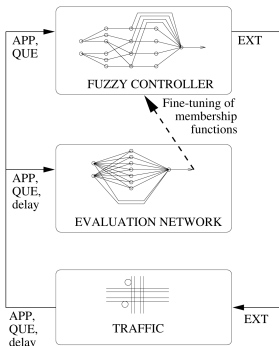 APP,
QUE
EXT
FUZZY CONTROLLER
Fine-tuning of
membership
functions
APP,
QUE,
delay
EVALUATION NETWORK
APP,
QUE,
delay
TRAFFIC
EXT